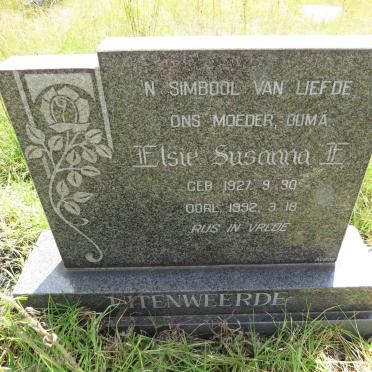 'N SIMBOOL VAN LIEFDE
ONS MOEDER, OUMA
Elsie Susanna E
GEB. 1927. 9. 30
OORL. 1992. 3. 18
RUS IN VREDE
UITENWEERDE